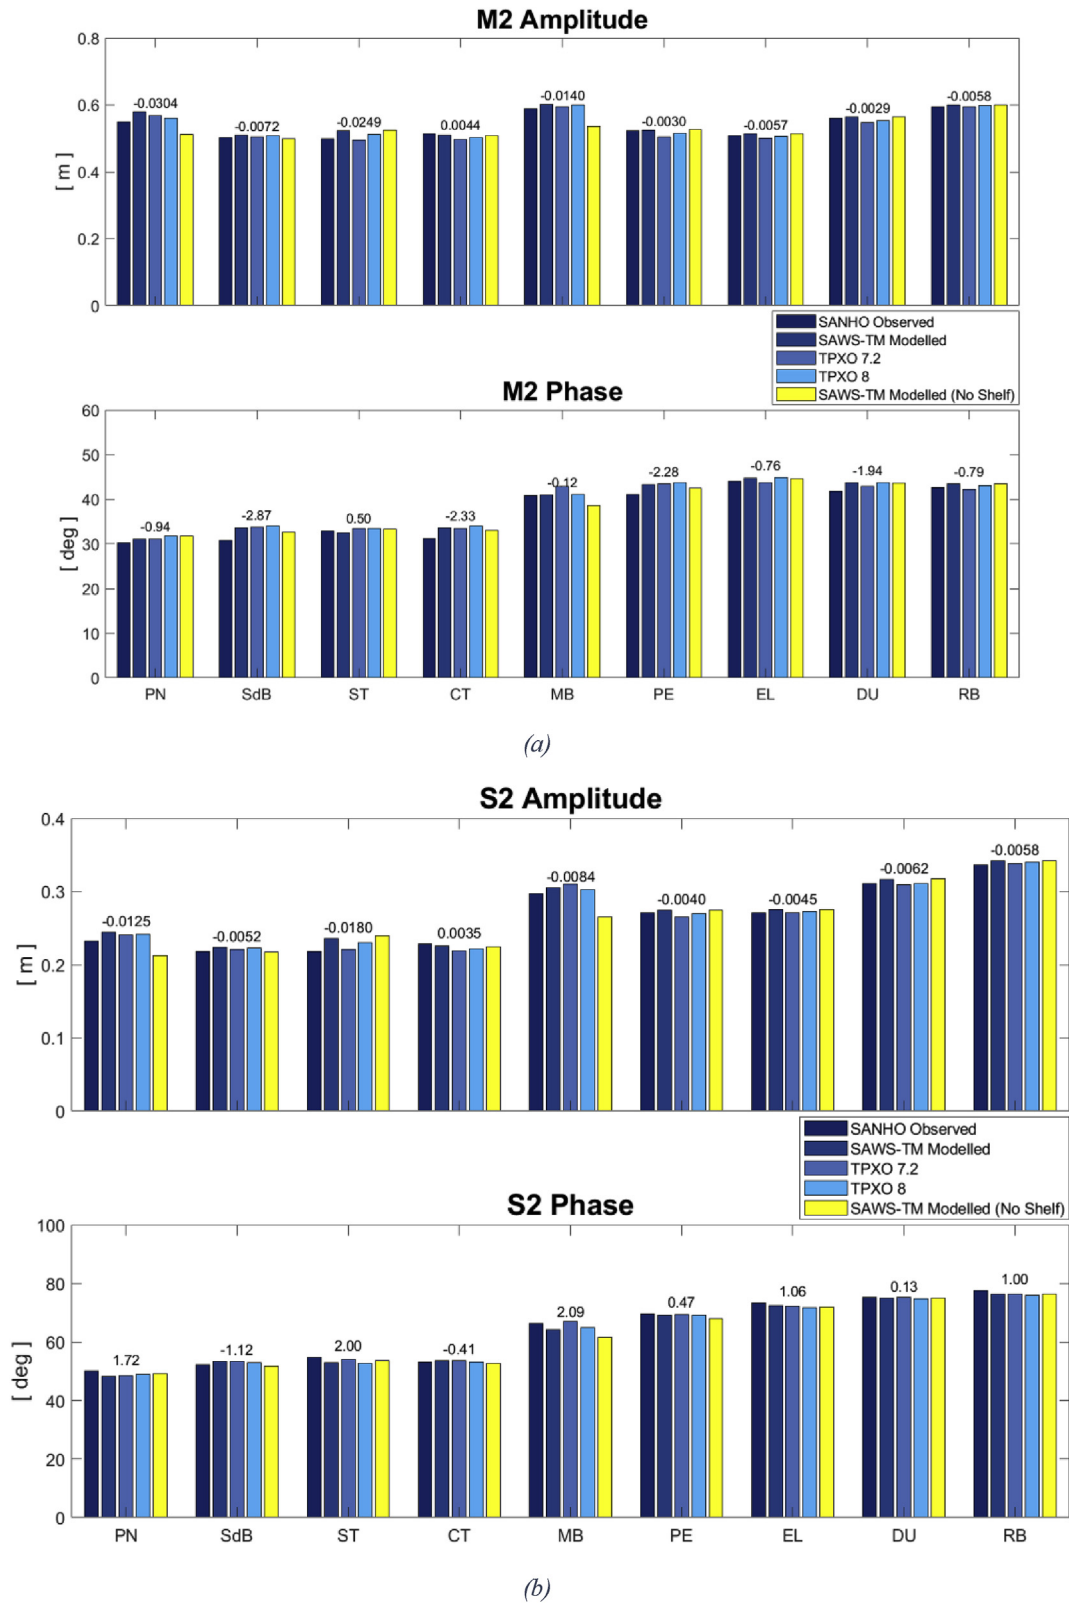 M2 Amplitude
0.8
0.6
0.4
0.2
0
[ m ]
-0.0304
-0.0072
-0.0249
0.0044
-0.0140
-0.0030
-0.0057
-0.0029
-0.0058
SANHO Observed
SAWS-TM Modelled
TPXO 7.2
TPXO 8
SAWS-TM Modelled (No Shelf)
M2 Phase
60
50
40
30
20
10
0
[ deg ]
-0.94
-2.87
0.50
-2.33
-0.12
-2.28
-0.76
-1.94
-0.79
PN SdB ST CT MB PE EL DU RB
(a)
S2 Amplitude
0.4
0.3
0.2
0.1
0
[ m ]
-0.0125
-0.0052
-0.0180
0.0035
-0.0084
-0.0040
-0.0045
-0.0062
-0.0058
SANHO Observed
SAWS-TM Modelled
TPXO 7.2
TPXO 8
SAWS-TM Modelled (No Shelf)
S2 Phase
100
80
60
40
20
0
[ deg ]
1.72
-1.12
2.00
-0.41
2.09
0.47
1.06
0.13
1.00
PN SdB ST CT MB PE EL DU RB
(b)